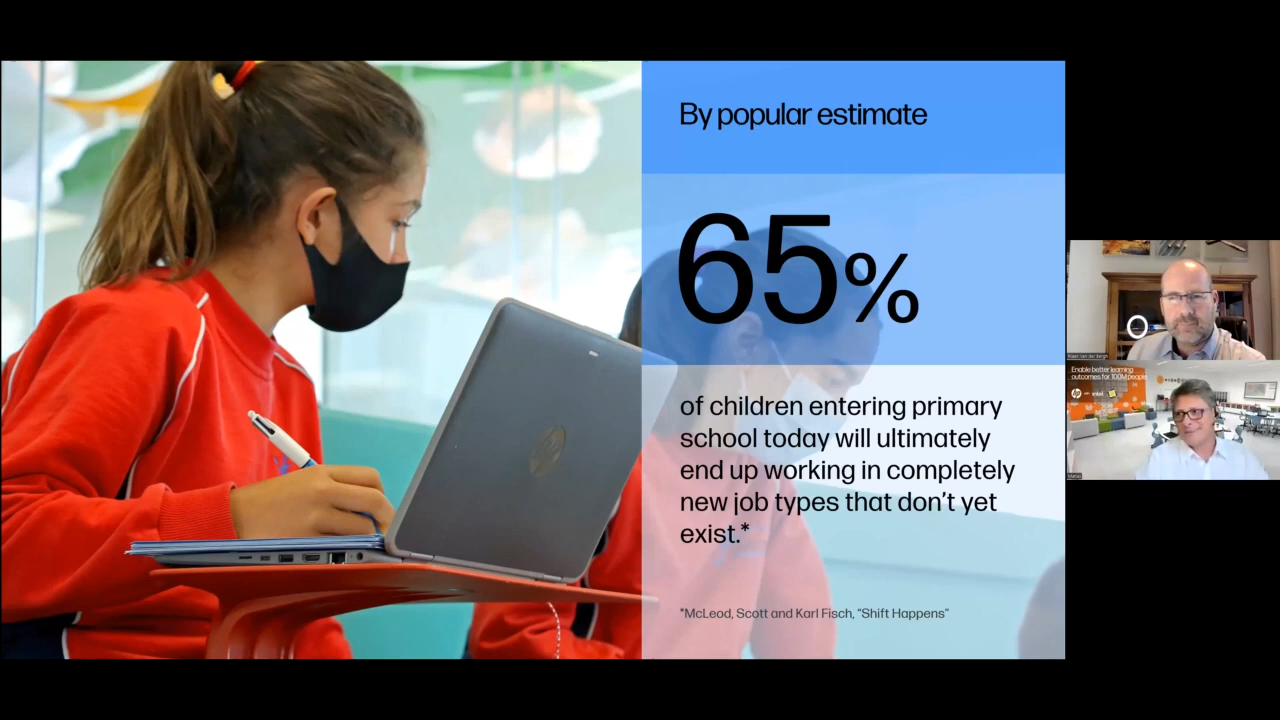 By popular estimate
65%
of children entering primary
school today will ultimately
end up working in completely
new job types that don't yet
exist.*
*McLeod, Scott and Karl Fisch, "Shift Happens"
Enable better learning
outcomes for 100M people
hp
intel